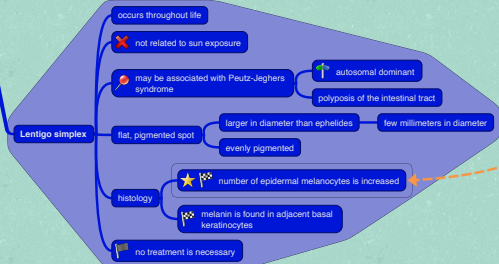 occurs throughout life
not related to sun exposure
may be associated with Peutz-Jeghers
syndrome
autosomal dominant
polyposis of the intestinal tract
Lentigo simplex
flat, pigmented spot
larger in diameter than ephelides
few millimeters in diameter
evenly pigmented
histology
number of epidermal melanocytes is increased
melanin is found in adjacent basal
keratinocytes
no treatment is necessary